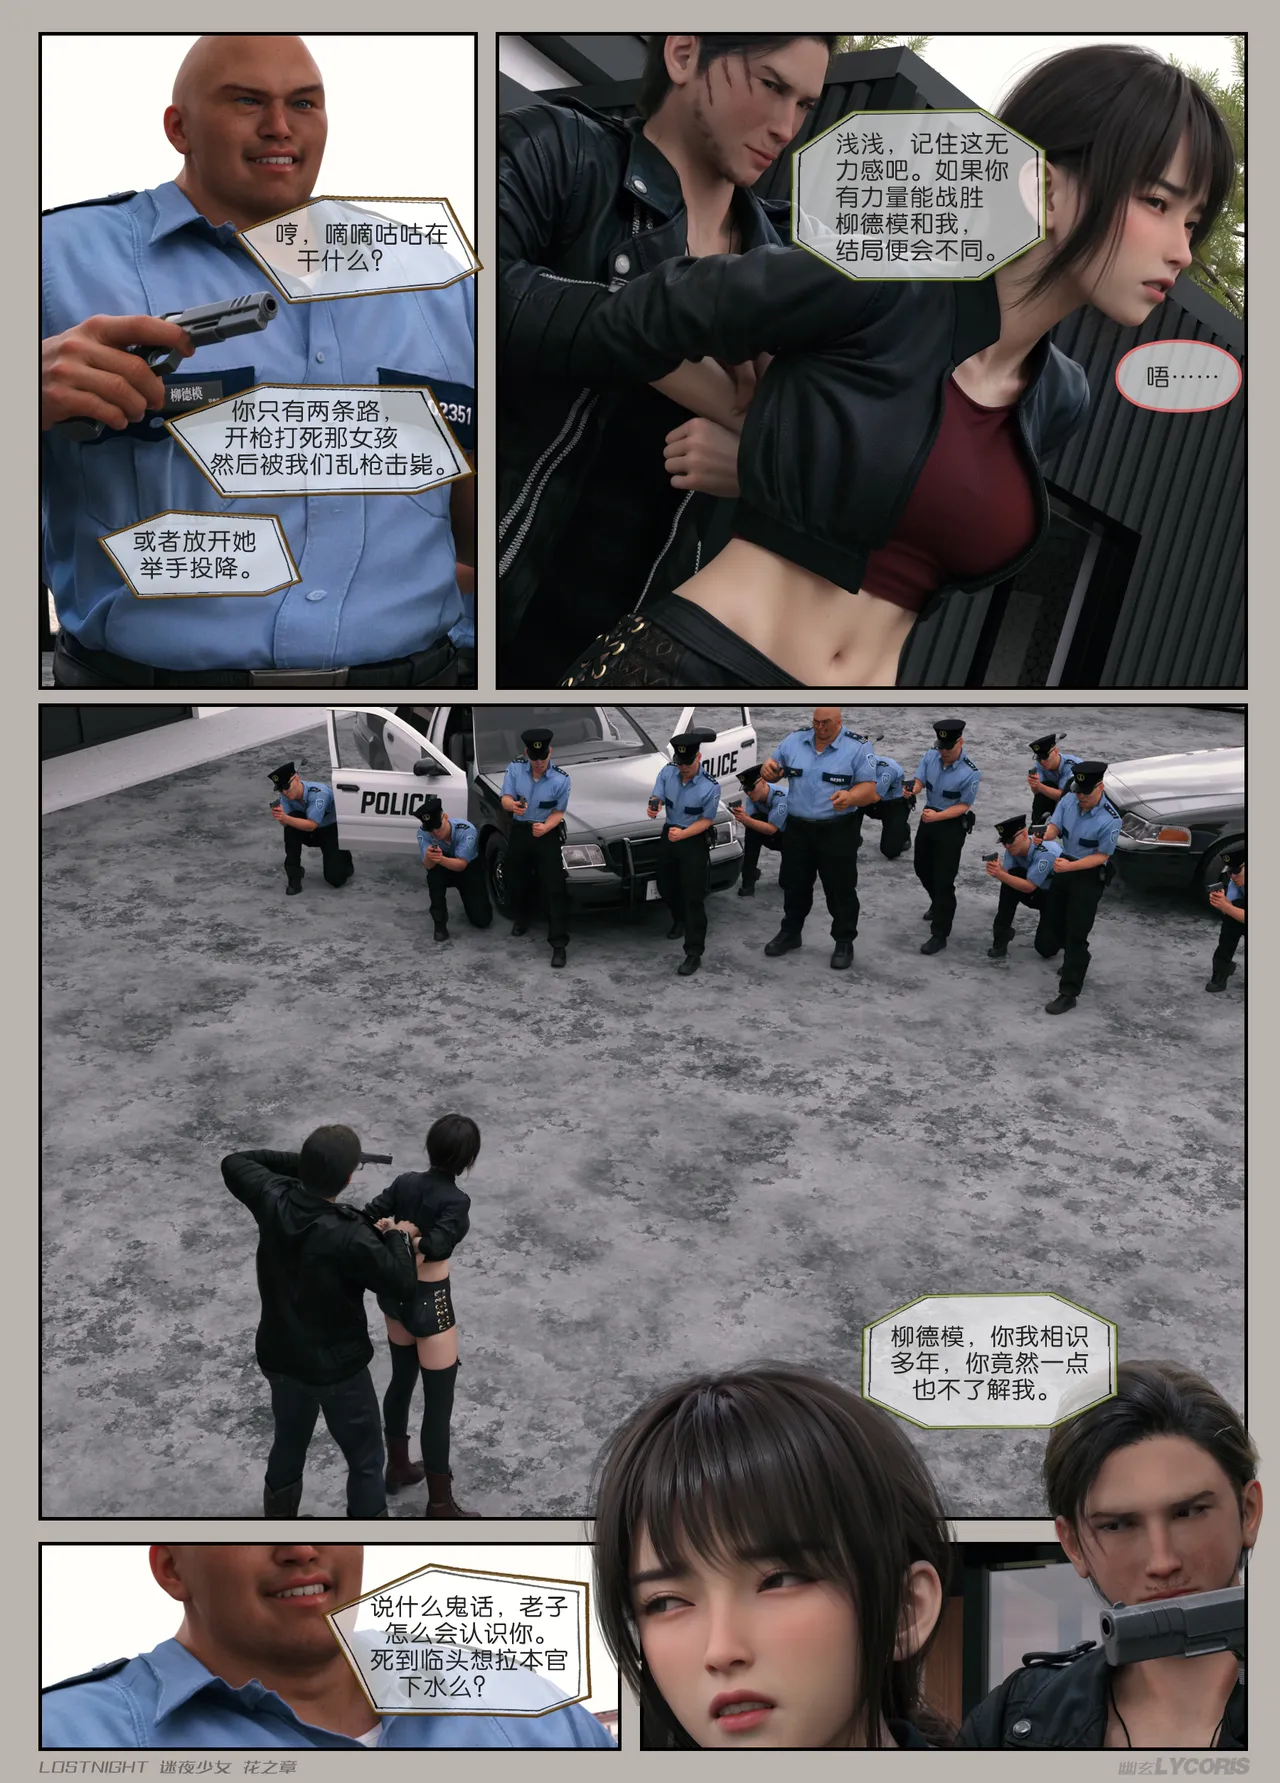 哼，嘀嘀咕咕在
干什么？
柳德模
2351
你只有两条路，
开枪打死那女孩
然后被我们乱枪击毙。
或者放开她
举手投降。
浅浅，记住这无
力感吧。如果你
有力量能战胜
柳德模和我，
结局便会不同。
唔……
POLICE
OLICE
02351
柳德模，你我相识
多年，你竟然一点
也不了解我。
说什么鬼话，老子
怎么会认识你。
死到临头想拉本官
下水么？
LOSTNIGHT 迷夜少女 花之章
幽玄LYCORIS